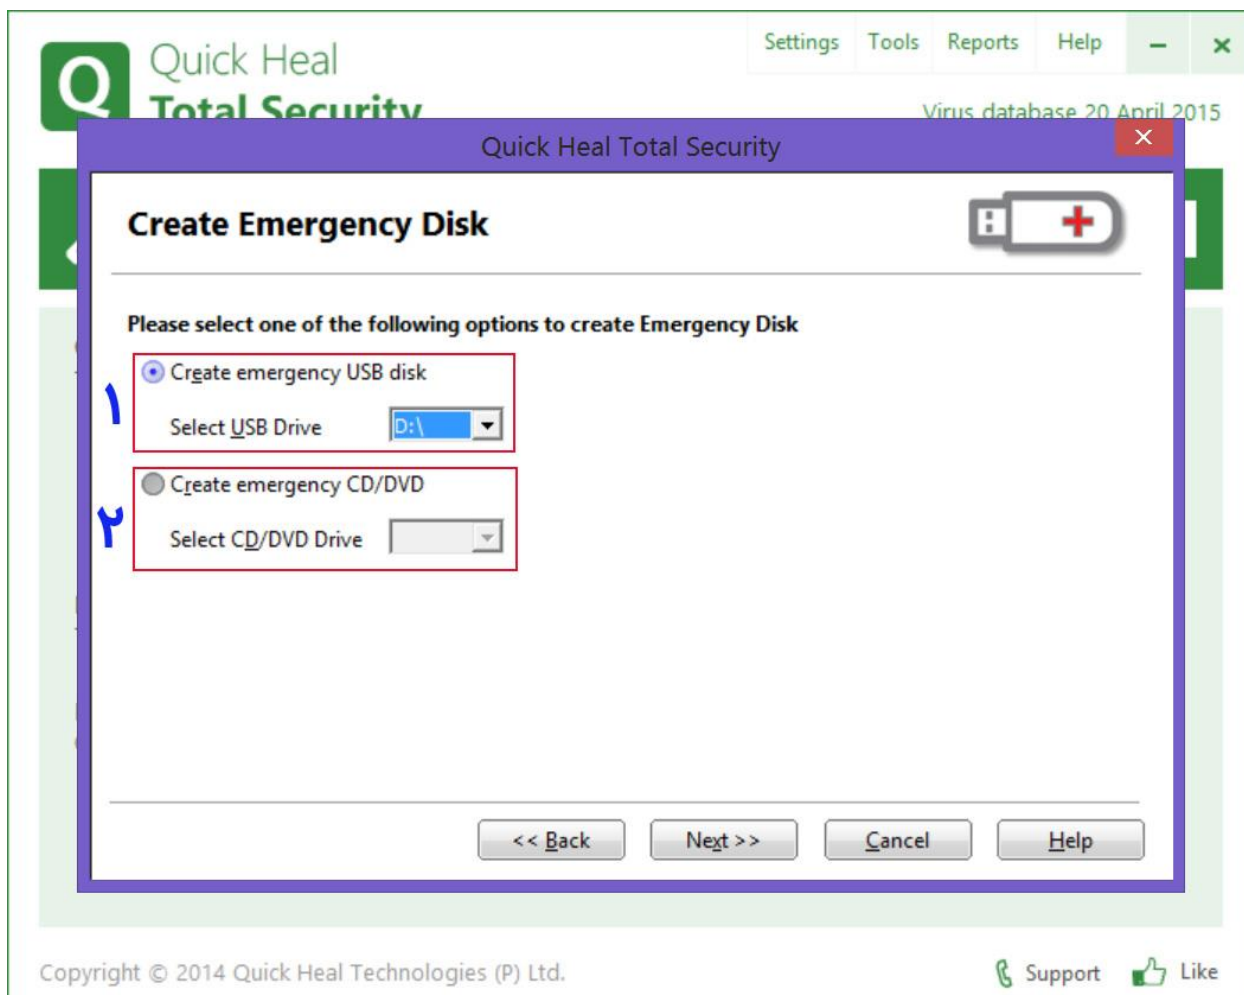 Settings Tools Reports Help
Quick Heal
Total Security
Virus database 20 April 2015
Quick Heal Total Security
Create Emergency Disk
Please select one of the following options to create Emergency Disk
۱
Create emergency USB disk
Select USB Drive D:\
۲
Create emergency CD/DVD
Select CD/DVD Drive
<< Back Next >> Cancel Help
Copyright © 2014 Quick Heal Technologies (P) Ltd. Support Like